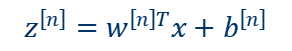 z^{[n]} = w^{[n]T}x + b^{[n]}